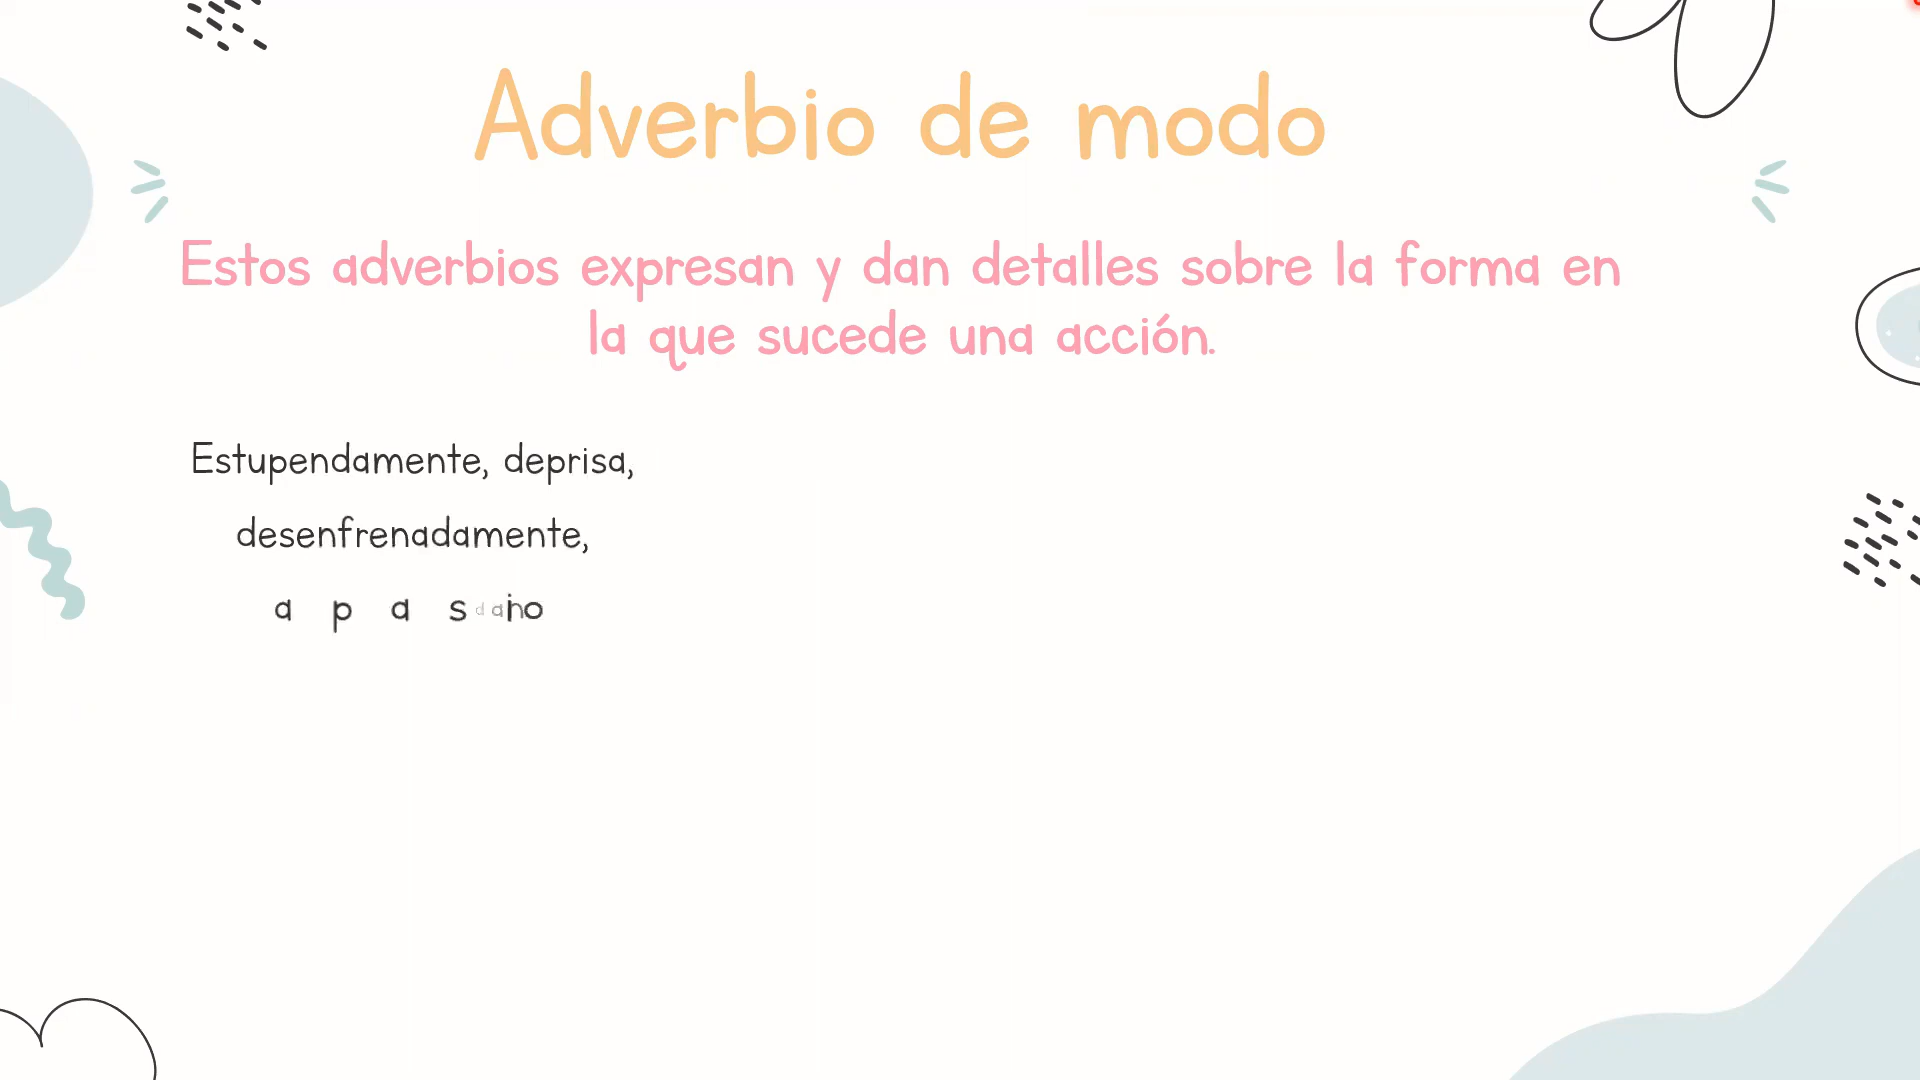 Adverbio de modo
Estos adverbios expresan y dan detalles sobre la forma en
la que sucede una acción.
Estupendamente, deprisa,
desenfrenadamente,